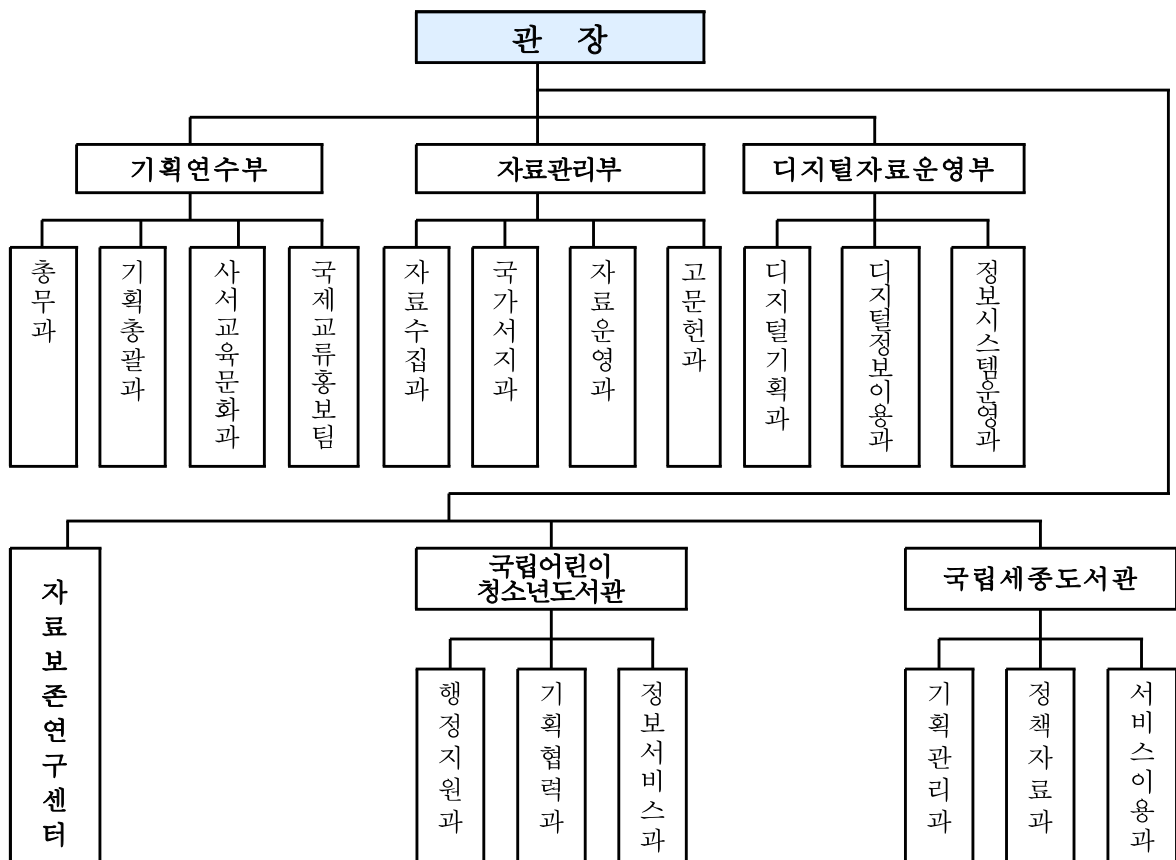 관 장
기획연수부
자료관리부
디지털자료운영부
총무과
기획총괄과
사서교육문화과
국제교류홍보팀
자료수집과
국가서지과
자료운영과
고문헌과
디지털기획과
디지털정보이용과
정보시스템운영과
자료보존연구센터
국립어린이
청소년도서관
국립세종도서관
행정지원과
기획협력과
정보서비스과
기획관리과
정책자료과
서비스이용과